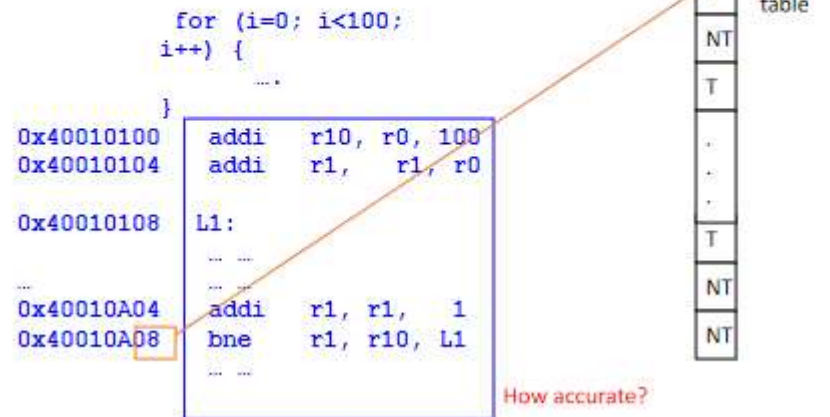 table
for (i=0; i<100;
i++) {
….
}
0x40010100 addi r10, r0, 100
0x40010104 addi r1, r1, r0
0x40010108 L1:
… …
… … …
0x40010A04 addi r1, r1, 1
0x40010A08 bne r1, r10, L1
… …
How accurate?
NT
T
.
.
.
T
NT
NT